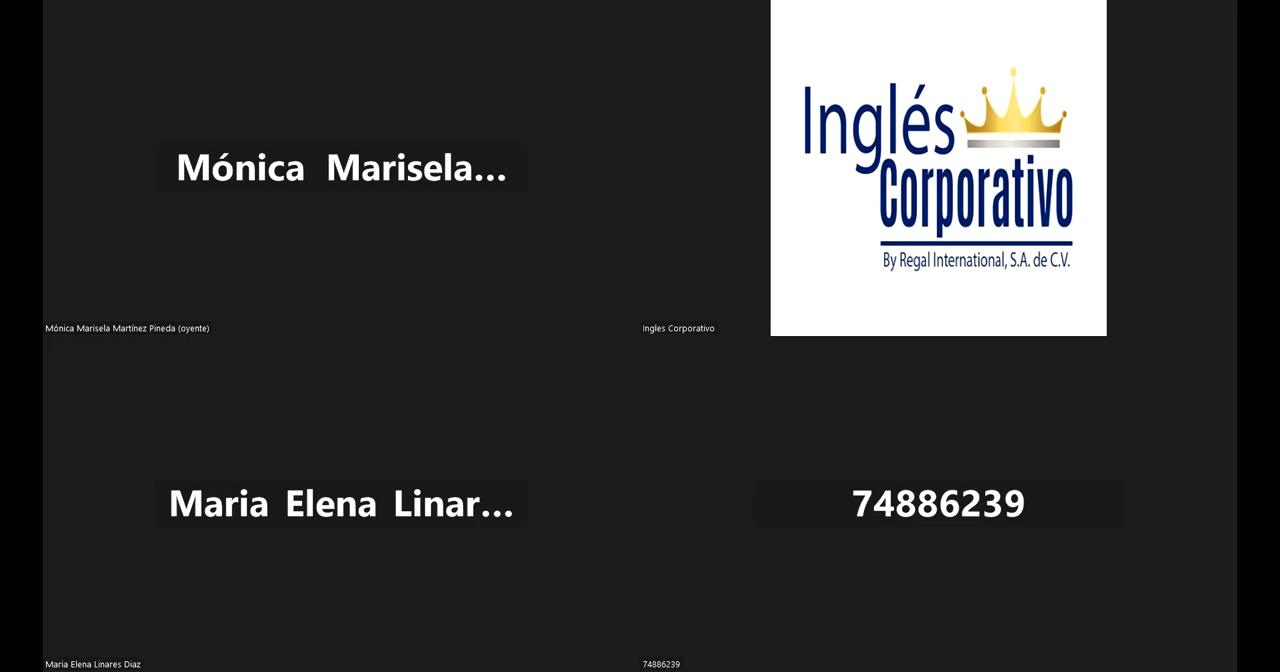 Mónica Marisela...
Mónica Marisela Martínez Pineda (oyente)
Inglés
Corporativo
By Regal International, S.A. de C.V.
Ingles Corporativo
Maria Elena Linar...
Maria Elena Linares Diaz
74886239
74886239